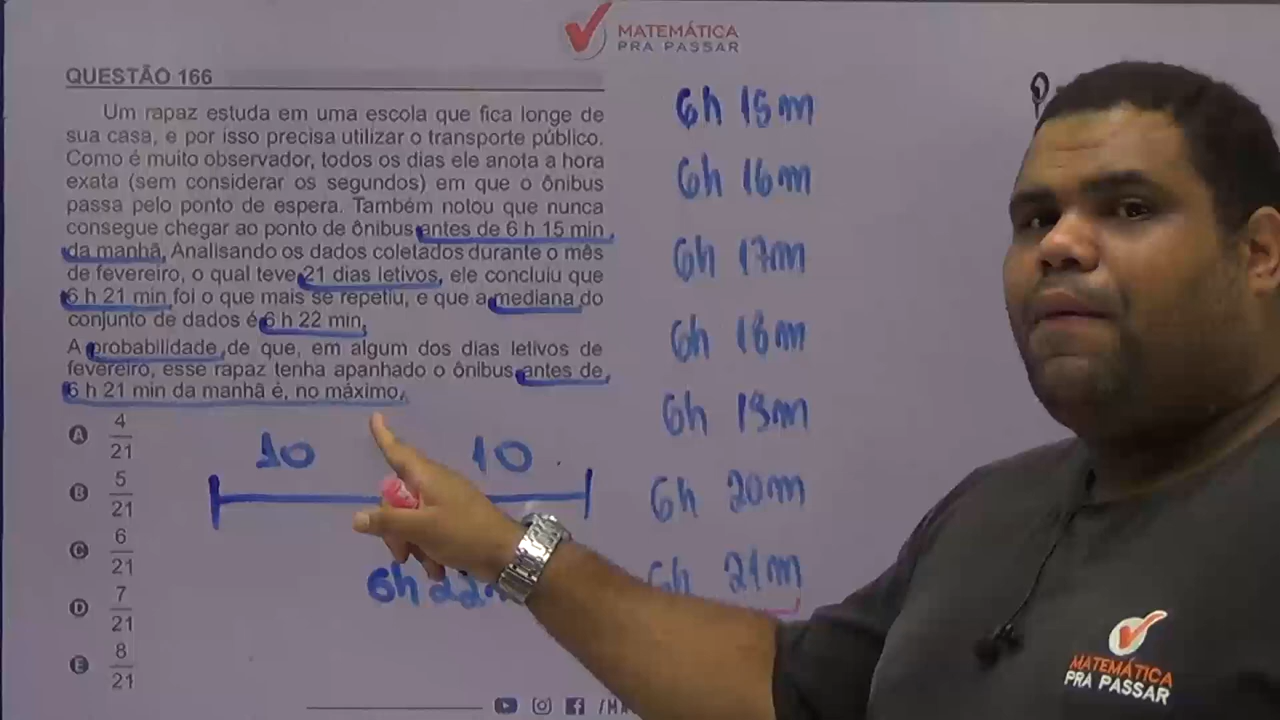 MATEMÁTICA
PRA PASSAR
QUESTÃO 166
Um rapaz estuda em uma escola que fica longe de
sua casa, e por isso precisa utilizar o transporte público.
Como é muito observador, todos os dias ele anota a hora
exata (sem considerar os segundos) em que o ônibus
passa pelo ponto de espera. Também notou que nunca
consegue chegar ao ponto de ônibus antes de 6 h 15 min
da manhã. Analisando os dados coletados durante o mês
de fevereiro, o qual teve 21 dias letivos, ele concluiu que
6 h 21 min foi o que mais se repetiu, e que a mediana do
conjunto de dados é 6 h 22 min.
A probabilidade de que, em algum dos dias letivos de
fevereiro, esse rapaz tenha apanhado o ônibus antes de
6 h 21 min da manhã é, no máximo,
A 4/21
B 5/21
C 6/21
D 7/21
E 8/21
10 10
6h 22
6h 15m
6h 16m
6h 17m
6h 18m
6h 19m
6h 20m
6h 21m
P
MATEMÁTICA
PRA PASSAR